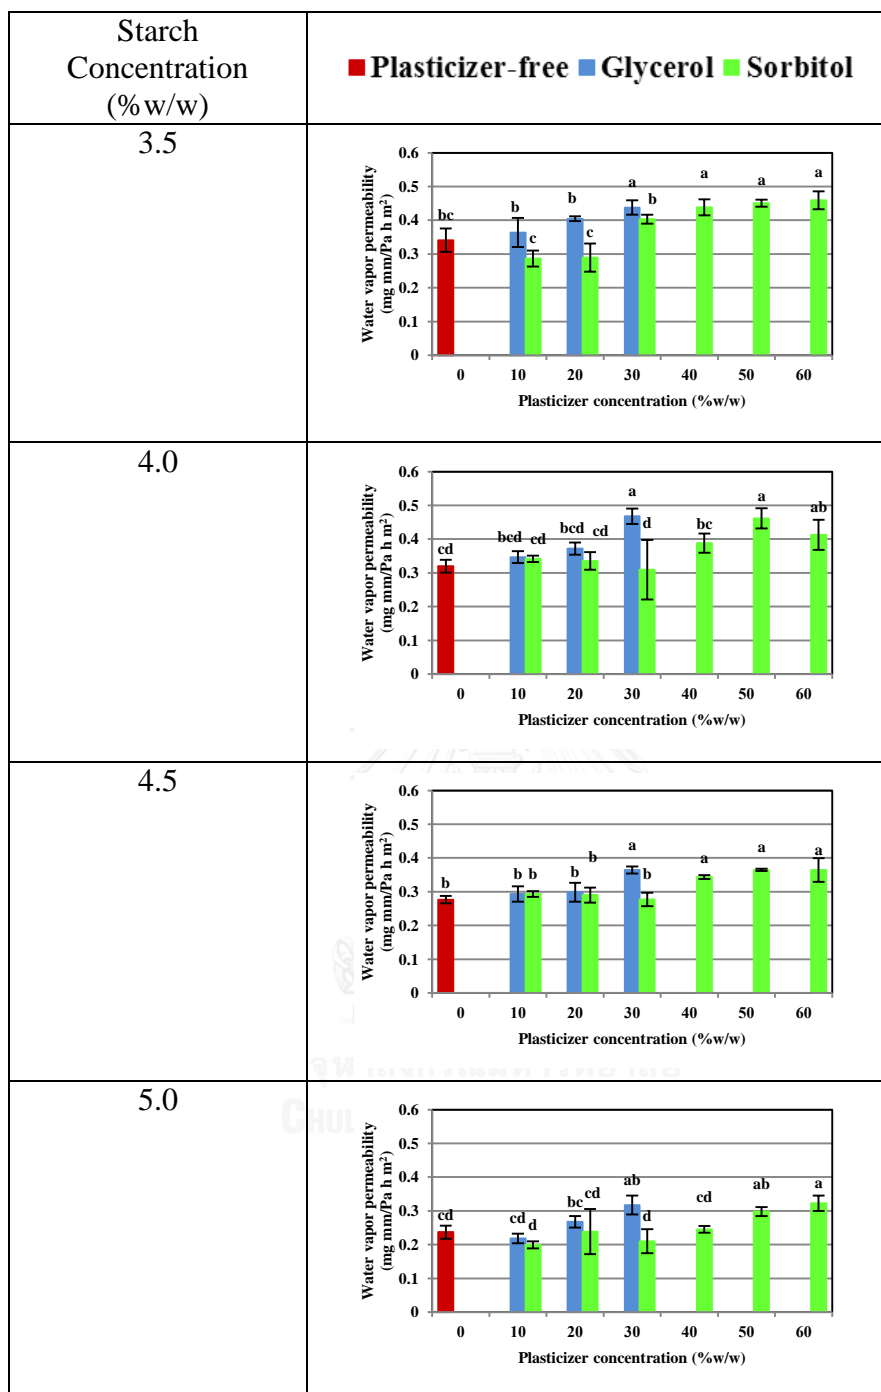 Starch
Concentration
(%w/w)
Plasticizer-free Glycerol Sorbitol
3.5
Water vapor permeability
(mg mm/Pa h m²)
0.6
0.5
0.4
0.3
0.2
0.1
0
bc b c b c a b a a a
0 10 20 30 40 50 60
Plasticizer concentration (%w/w)
4.0
Water vapor permeability
(mg mm/Pa h m²)
0.6
0.5
0.4
0.3
0.2
0.1
0
cd bcd cd bcd cd a d bc a ab
0 10 20 30 40 50 60
Plasticizer concentration (%w/w)
4.5
Water vapor permeability
(mg mm/Pa h m²)
0.6
0.5
0.4
0.3
0.2
0.1
0
b b b b b a b a a a
0 10 20 30 40 50 60
Plasticizer concentration (%w/w)
5.0
Water vapor permeability
(mg mm/Pa h m²)
0.6
0.5
0.4
0.3
0.2
0.1
0
cd cd d bc cd ab d cd ab a
0 10 20 30 40 50 60
Plasticizer concentration (%w/w)